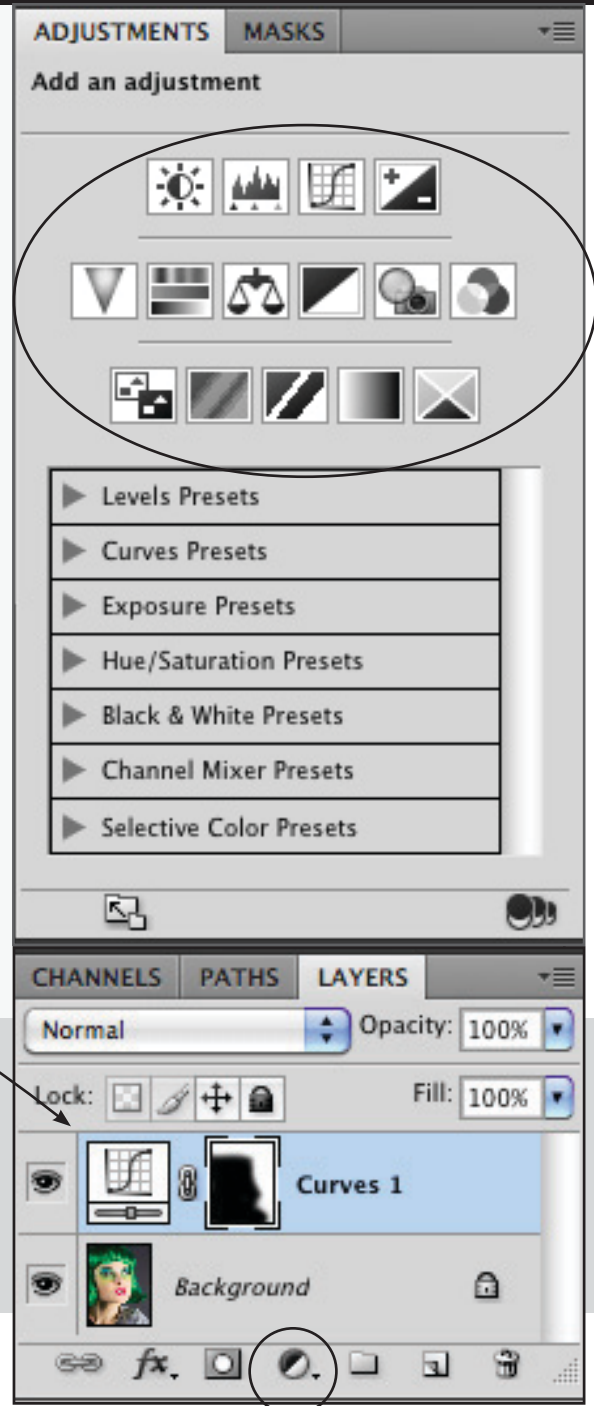 ADJUSTMENTS MASKS
Add an adjustment
Levels Presets
Curves Presets
Exposure Presets
Hue/Saturation Presets
Black & White Presets
Channel Mixer Presets
Selective Color Presets
CHANNELS PATHS LAYERS
Normal Opacity: 100%
Lock: Fill: 100%
Curves 1
Background
fx.